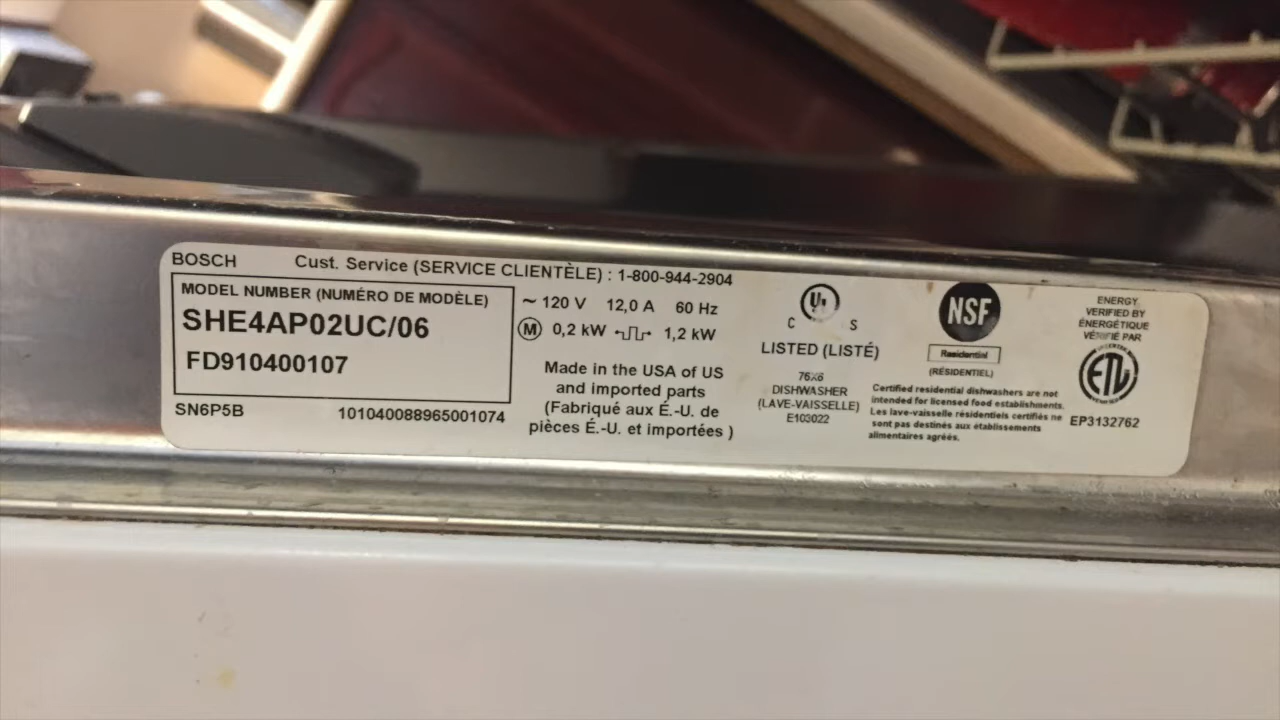 BOSCH
Cust. Service (SERVICE CLIENTÈLE) : 1-800-944-2904
MODEL NUMBER (NUMÉRO DE MODÈLE)
SHE4AP02UC/06
FD910400107
SN6P5B
101040088965001074
~ 120 V 12,0 A 60 Hz
M 0,2 kW 1,2 kW
Made in the USA of US
and imported parts
(Fabriqué aux É.-U. de
pièces É.-U. et importées )
UL
C S
LISTED (LISTÉ)
76X6
DISHWASHER
(LAVE-VAISSELLE)
E103022
NSF
Residential
(RÉSIDENTIEL)
Certified residential dishwashers are not
intended for licensed food establishments.
Les lave-vaisselle résidentiels certifiés ne
sont pas destinés aux établissements
alimentaires agréés.
ENERGY
VERIFIED BY
ÉNERGÉTIQUE
VÉRIFIÉ PAR
ETL
EP3132762